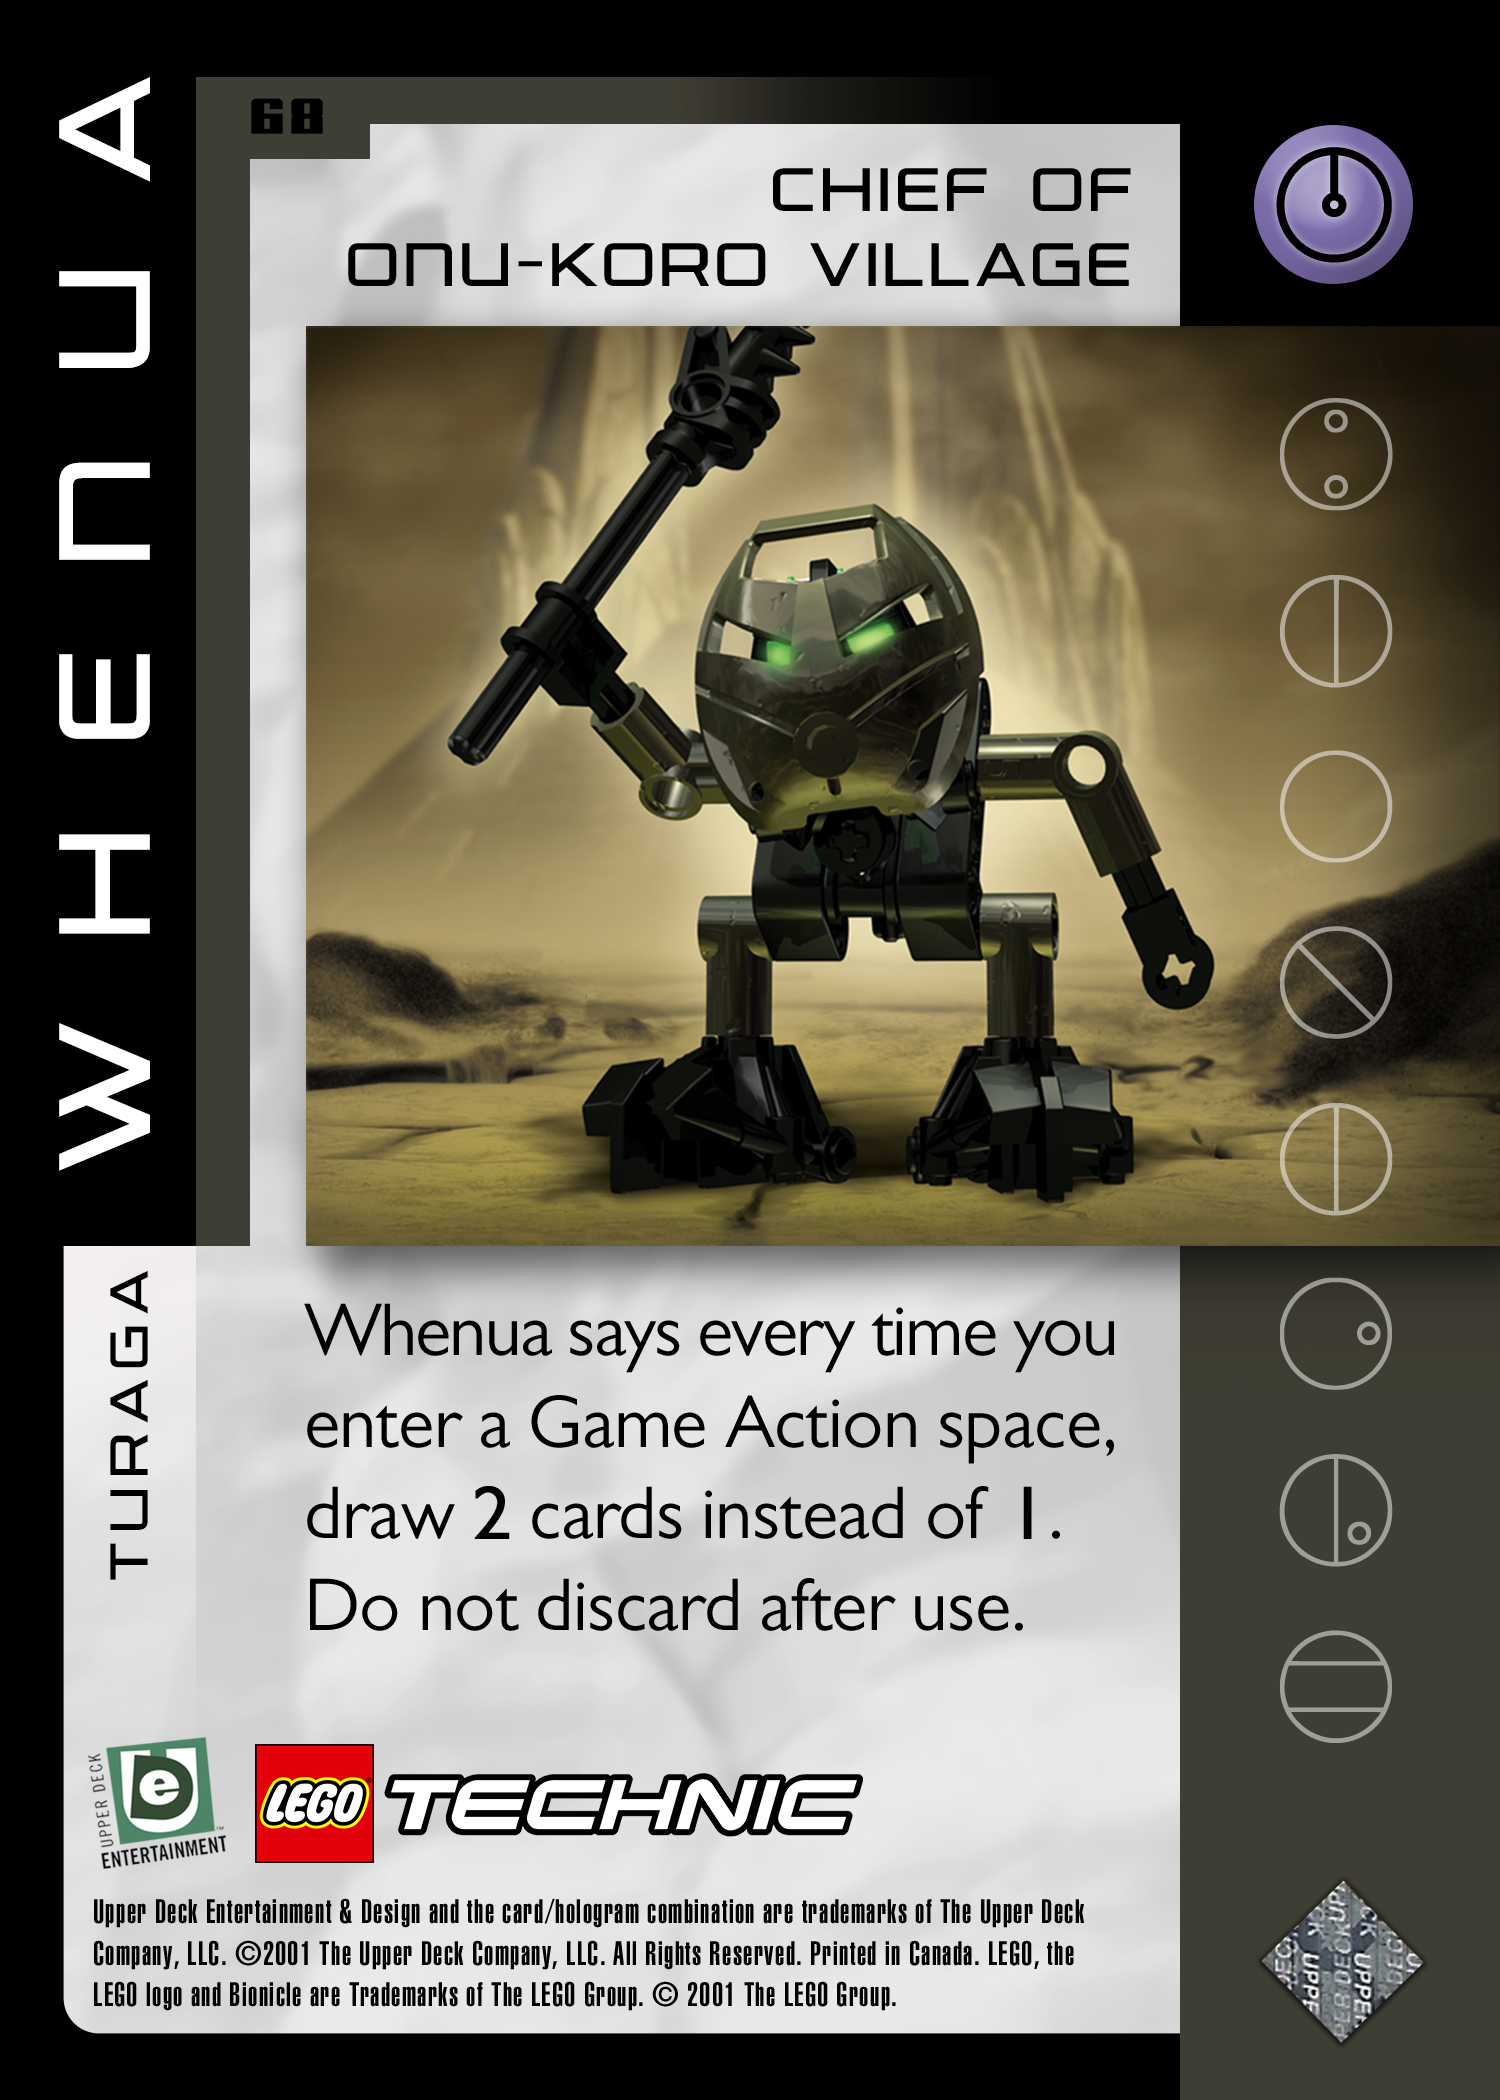 WHENUA
68
CHIEF OF
ONU-KORO VILLAGE
TURAGA
Whenua says every time you
enter a Game Action space,
draw 2 cards instead of 1.
Do not discard after use.
UPPER DECK
ENTERTAINMENT™
LEGO TECHNIC
Upper Deck Entertainment & Design and the card/hologram combination are trademarks of The Upper Deck
Company, LLC. ©2001 The Upper Deck Company, LLC. All Rights Reserved. Printed in Canada. LEGO, the
LEGO logo and Bionicle are Trademarks of The LEGO Group. © 2001 The LEGO Group.